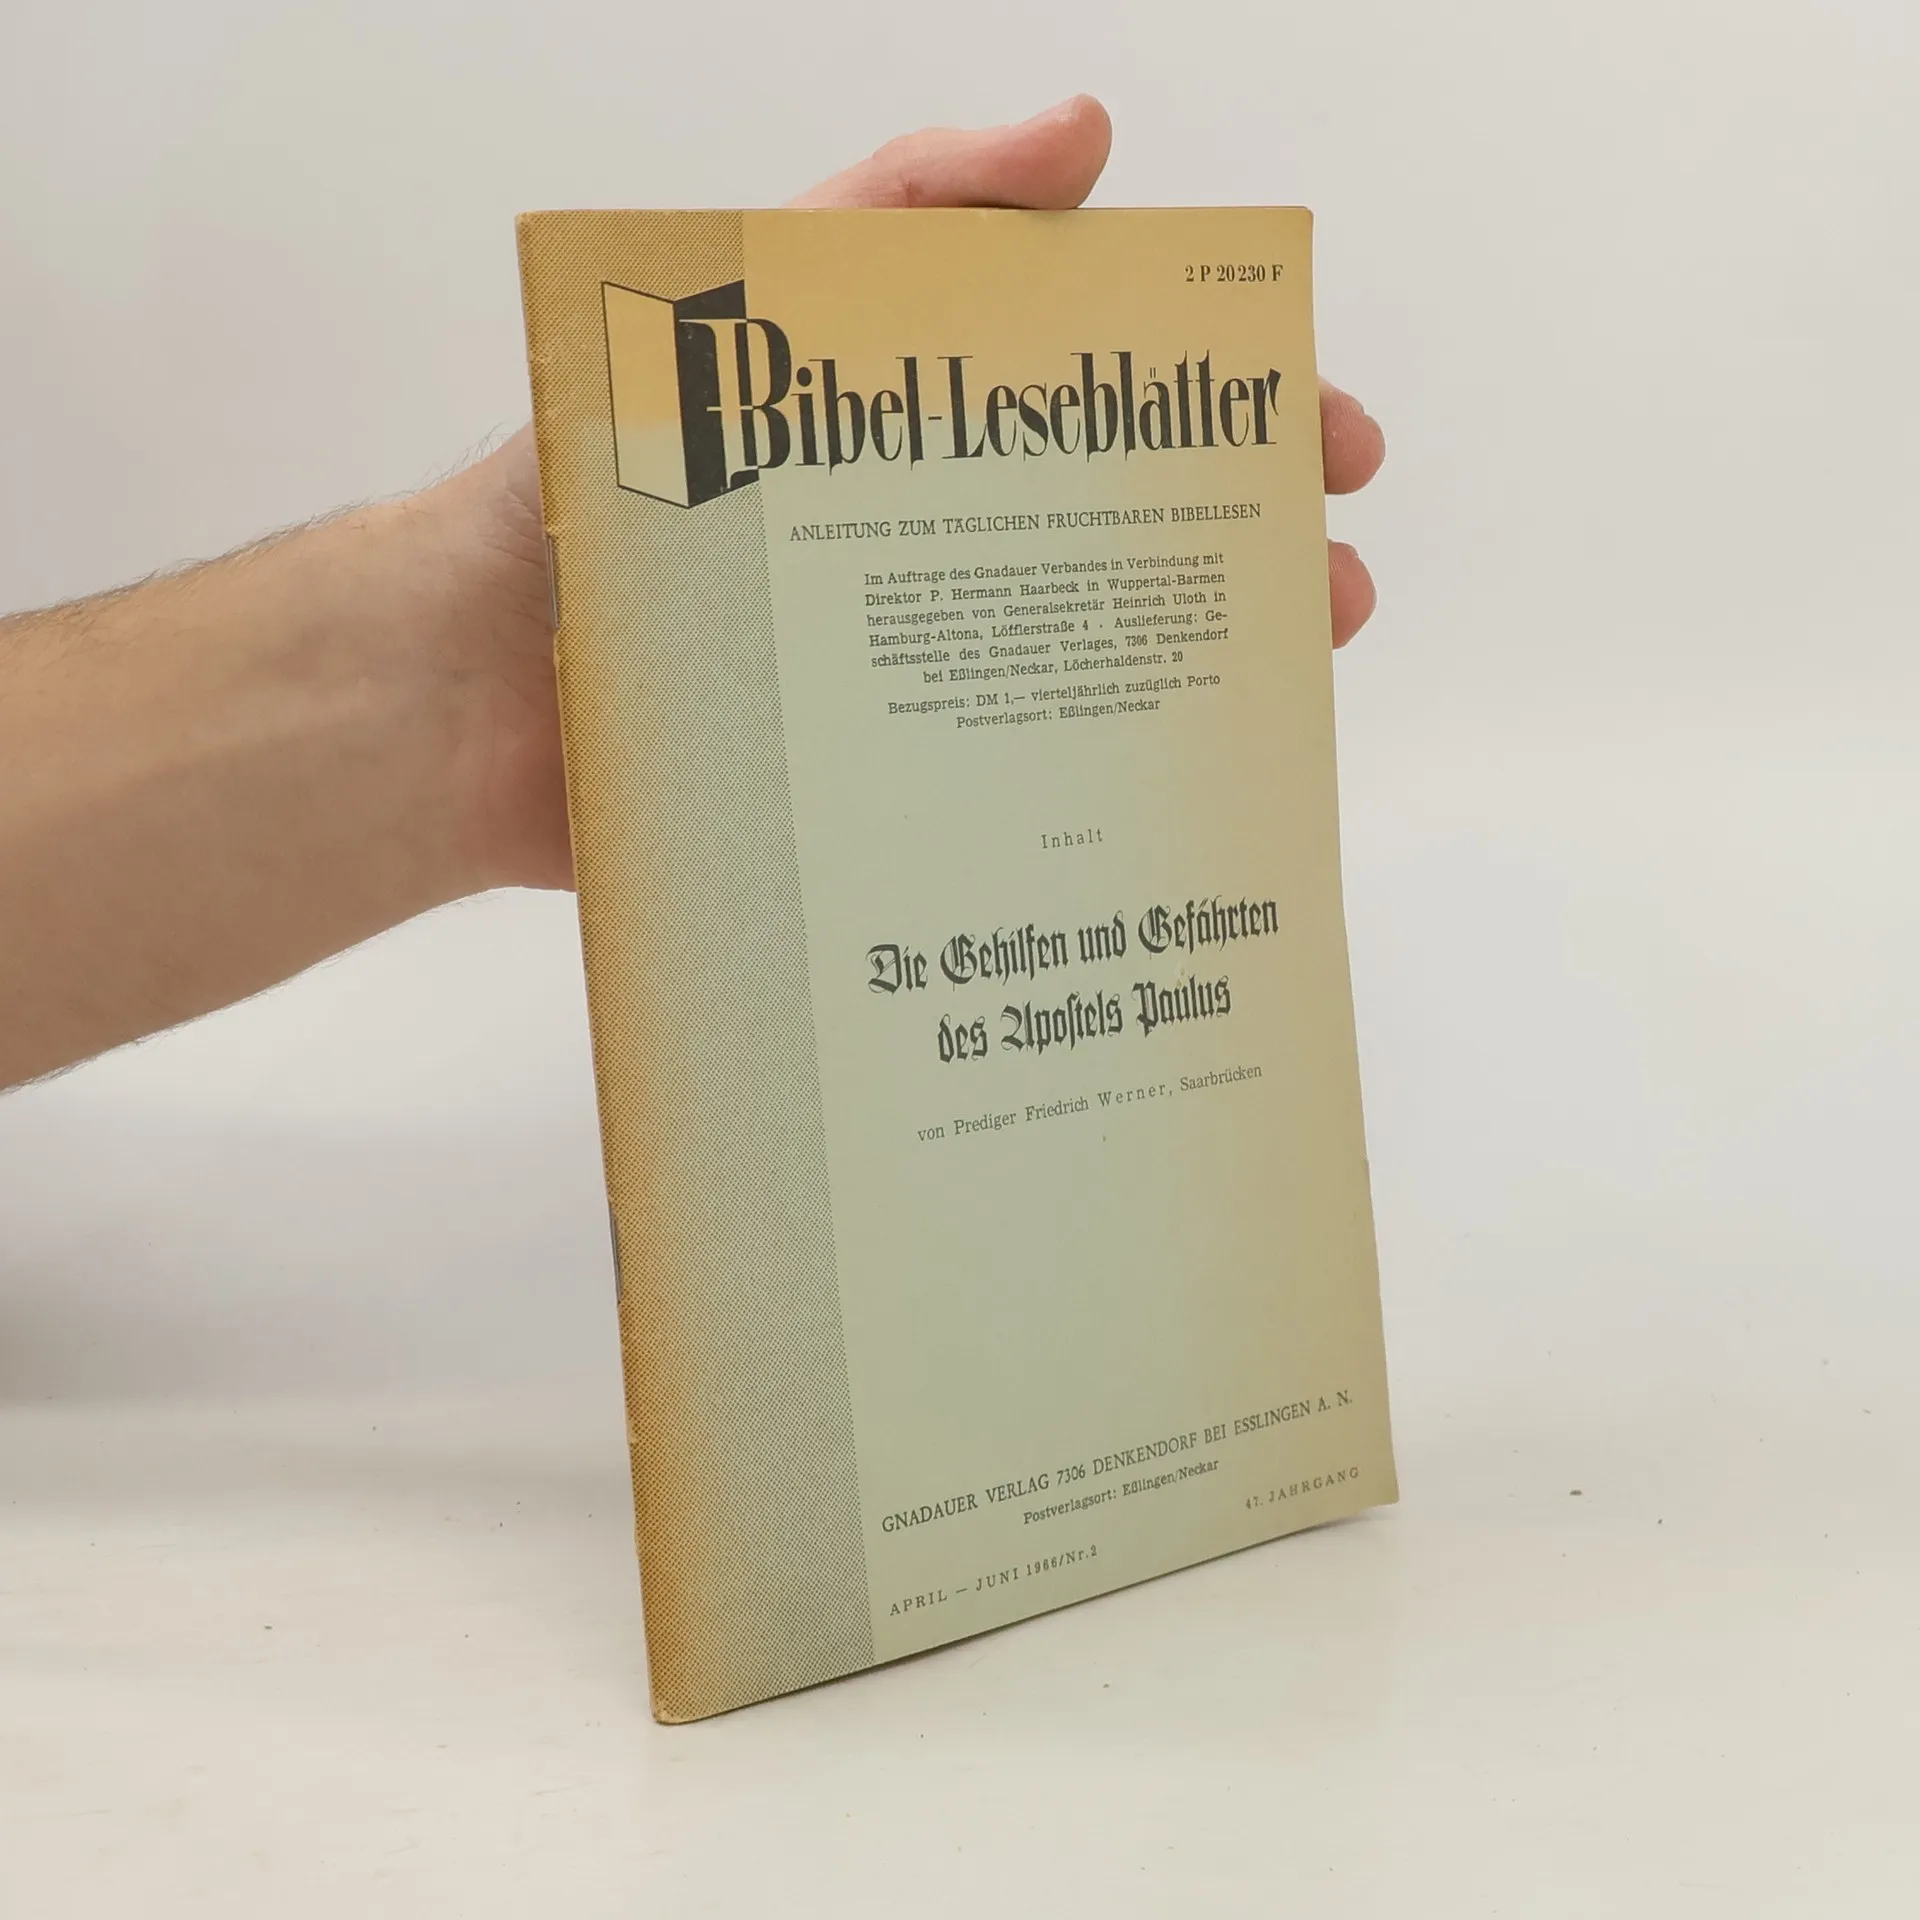 2 P 20230 F
Bibel-Leseblätter
ANLEITUNG ZUM TÄGLICHEN FRUCHTBAREN BIBELLESEN
Im Auftrage des Gnadauer Verbandes in Verbindung mit
Direktor P. Hermann Haarbeck in Wuppertal-Barmen
herausgegeben von Generalsekretär Heinrich Uloth in
Hamburg-Altona, Löfflerstraße 4 . Auslieferung: Ge-
schäftsstelle des Gnadauer Verlages, 7306 Denkendorf
bei Eßlingen/Neckar, Löcherhaldenstr. 20
Bezugspreis: DM 1,— vierteljährlich zuzüglich Porto
Postverlagsort: Eßlingen/Neckar
Inhalt
Die Gehilfen und Gefährten
des Apostels Paulus
von Prediger Friedrich Werner, Saarbrücken
GNADAUER VERLAG 7306 DENKENDORF BEI ESSLINGEN A. N.
Postverlagsort: Eßlingen/Neckar
APRIL — JUNI 1966/Nr. 2
47. JAHRGANG